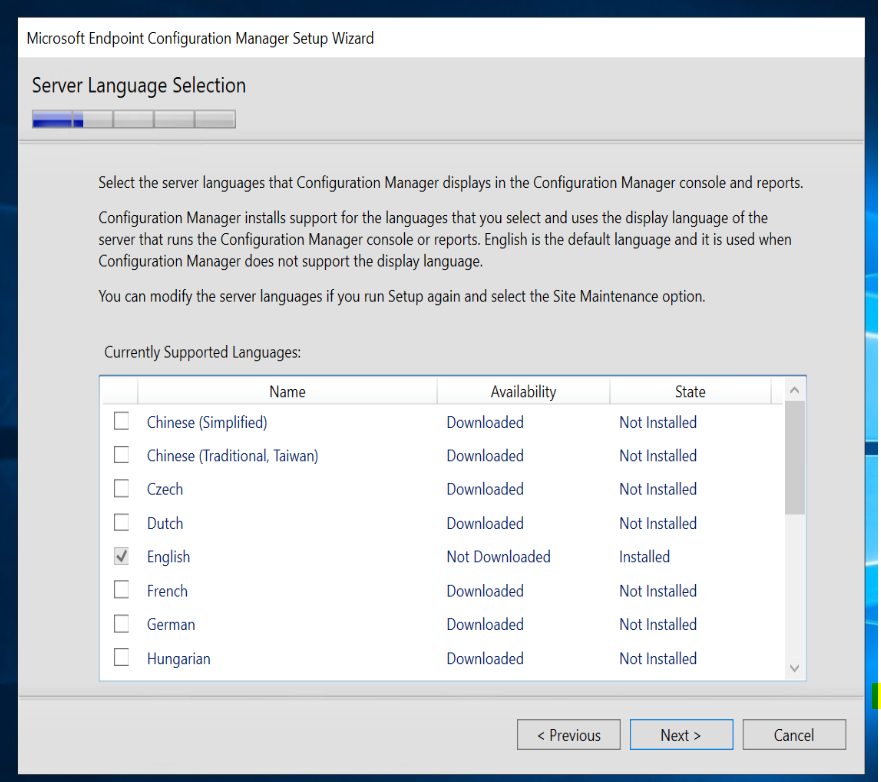 Microsoft Endpoint Configuration Manager Setup Wizard
Server Language Selection
Select the server languages that Configuration Manager displays in the Configuration Manager console and reports.
Configuration Manager installs support for the languages that you select and uses the display language of the
server that runs the Configuration Manager console or reports. English is the default language and it is used when
Configuration Manager does not support the display language.
You can modify the server languages if you run Setup again and select the Site Maintenance option.
Currently Supported Languages:
Name Availability State
Chinese (Simplified) Downloaded Not Installed
Chinese (Traditional, Taiwan) Downloaded Not Installed
Czech Downloaded Not Installed
Dutch Downloaded Not Installed
English Not Downloaded Installed
French Downloaded Not Installed
German Downloaded Not Installed
Hungarian Downloaded Not Installed
< Previous Next > Cancel